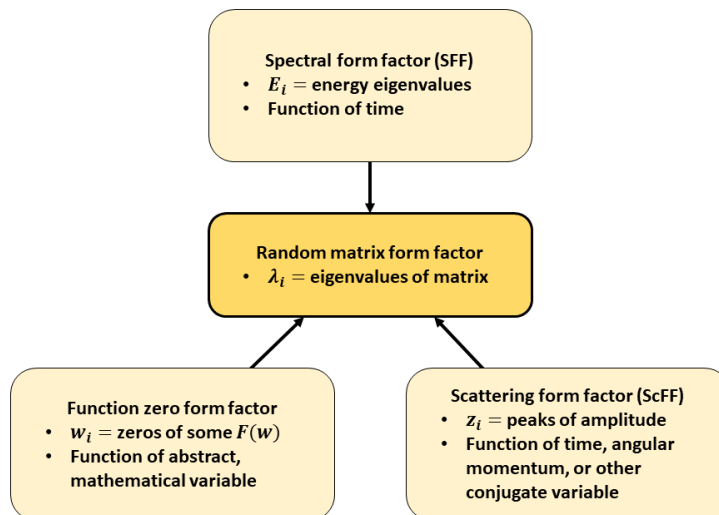 Spectral form factor (SFF)
• E_i = energy eigenvalues
• Function of time
Random matrix form factor
• λ_i = eigenvalues of matrix
Function zero form factor
• w_i = zeros of some F(w)
• Function of abstract,
mathematical variable
Scattering form factor (ScFF)
• z_i = peaks of amplitude
• Function of time, angular
momentum, or other
conjugate variable